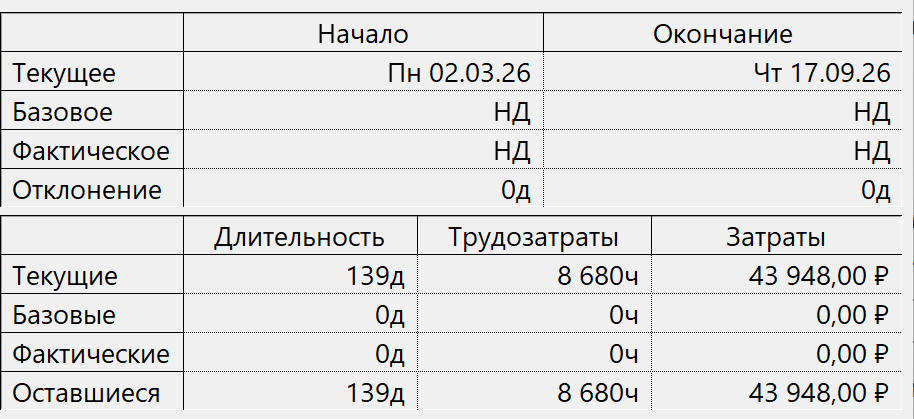 Начало Окончание
Текущее Пн 02.03.26 Чт 17.09.26
Базовое НД НД
Фактическое НД НД
Отклонение 0д 0д
Длительность Трудозатраты Затраты
Текущие 139д 8 680ч 43 948,00 ₽
Базовые 0д 0ч 0,00 ₽
Фактические 0д 0ч 0,00 ₽
Оставшиеся 139д 8 680ч 43 948,00 ₽